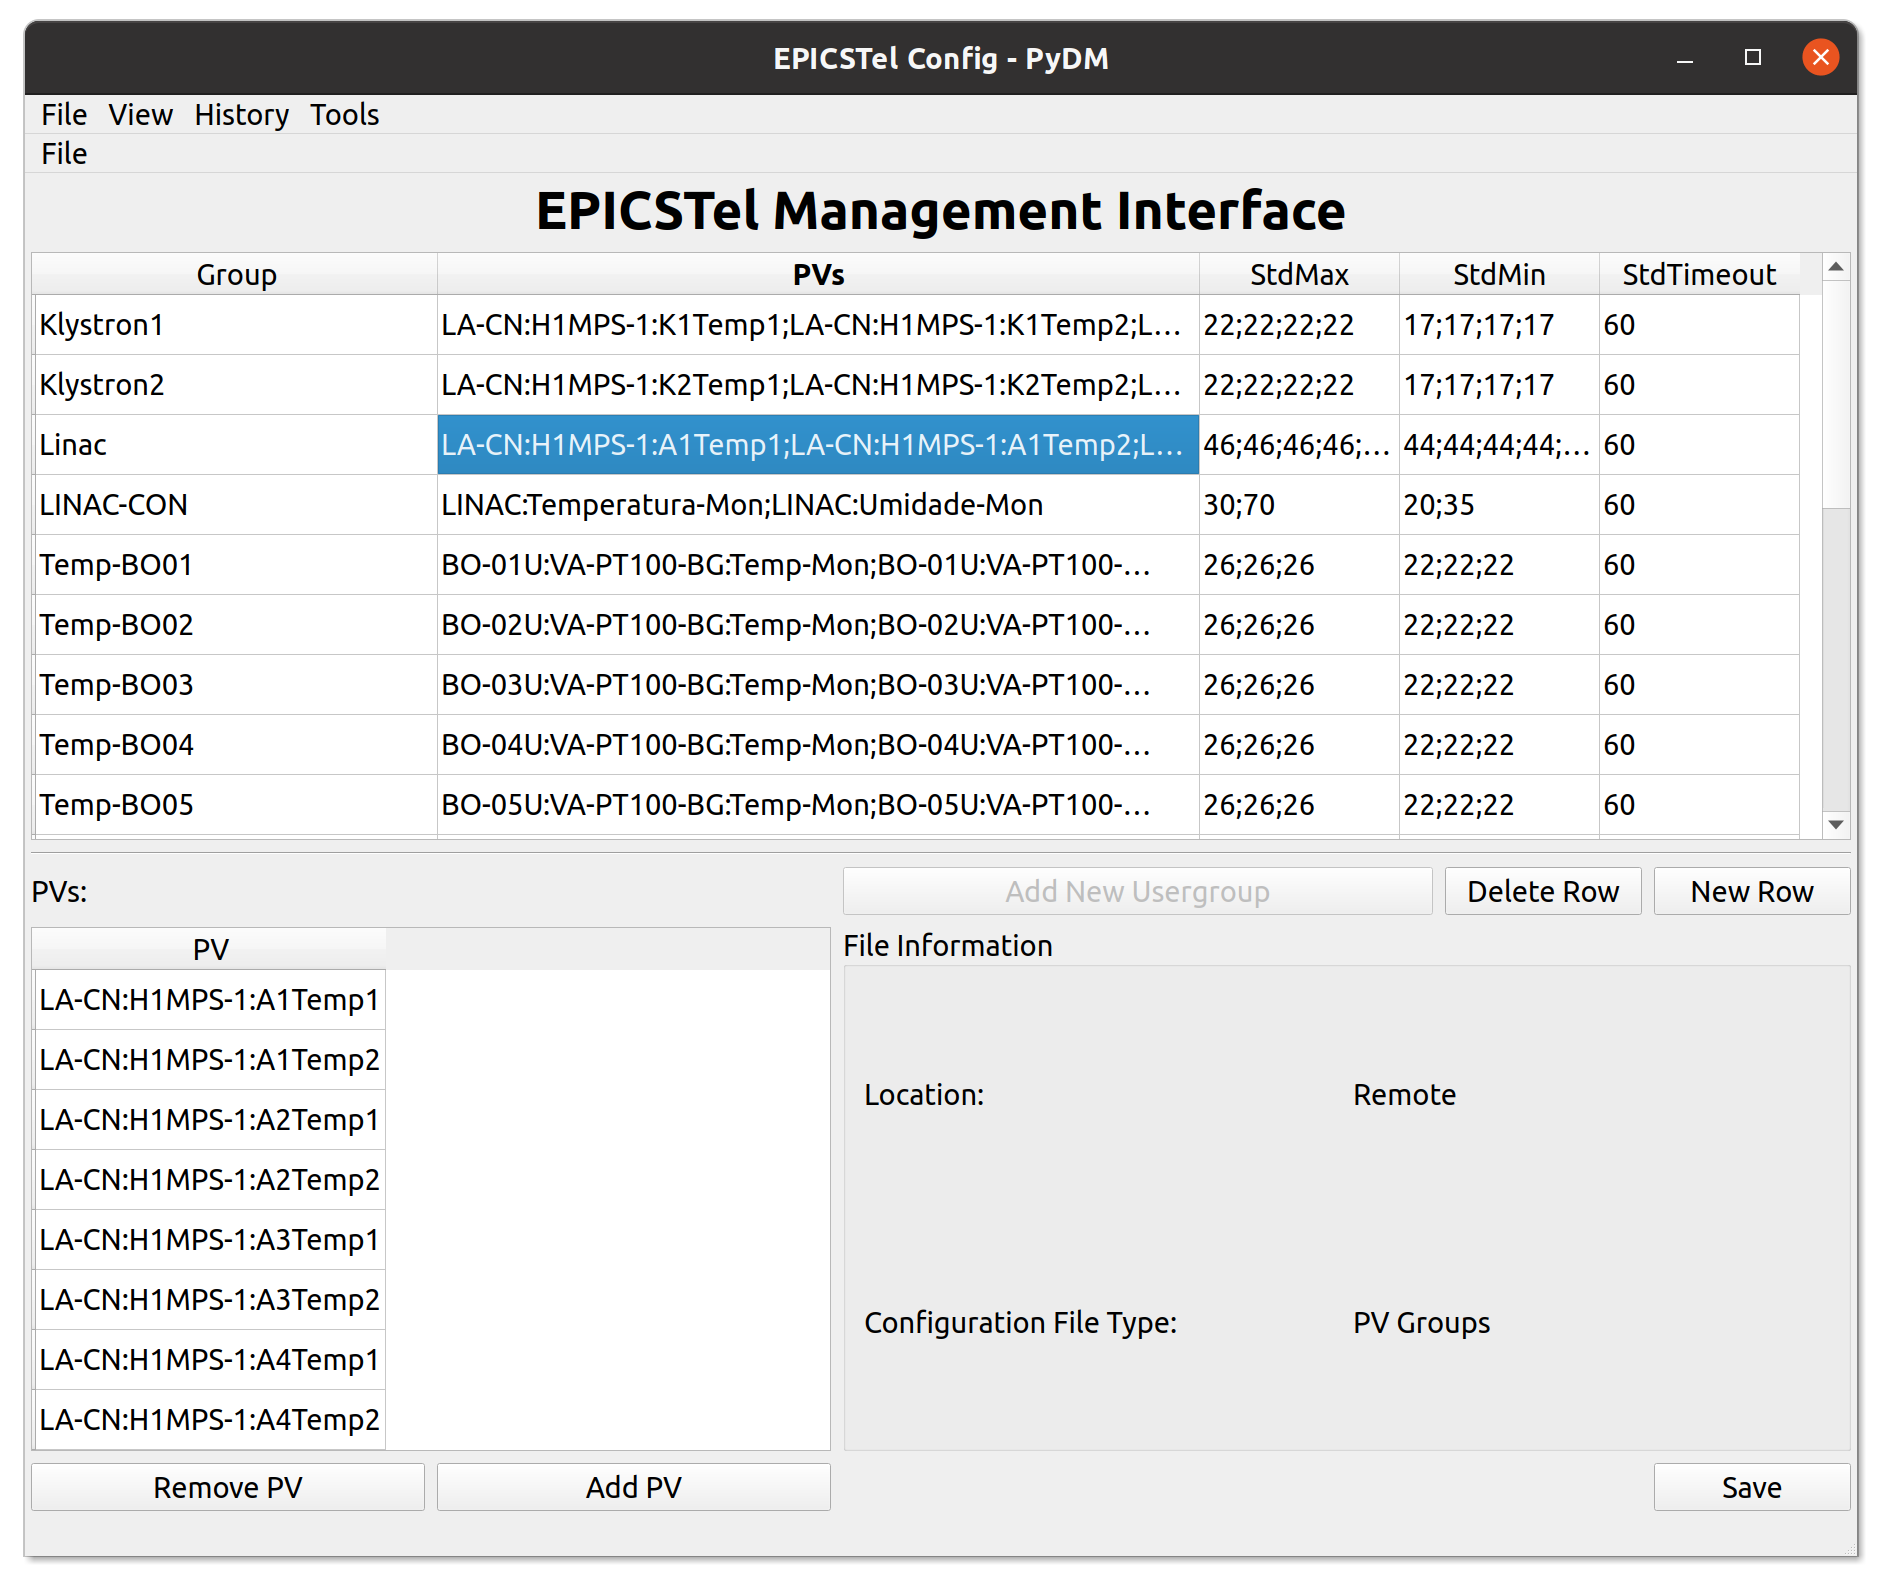 EPICSTel Config - PyDM
File View History Tools
File
EPICSTel Management Interface
Group PVs StdMax StdMin StdTimeout
Klystron1 LA-CN:H1MPS-1:K1Temp1;LA-CN:H1MPS-1:K1Temp2;L... 22;22;22;22 17;17;17;17 60
Klystron2 LA-CN:H1MPS-1:K2Temp1;LA-CN:H1MPS-1:K2Temp2;L... 22;22;22;22 17;17;17;17 60
Linac LA-CN:H1MPS-1:A1Temp1;LA-CN:H1MPS-1:A1Temp2;L... 46;46;46;46;... 44;44;44;44;... 60
LINAC-CON LINAC:Temperatura-Mon;LINAC:Umidade-Mon 30;70 20;35 60
Temp-BO01 BO-01U:VA-PT100-BG:Temp-Mon;BO-01U:VA-PT100-... 26;26;26 22;22;22 60
Temp-BO02 BO-02U:VA-PT100-BG:Temp-Mon;BO-02U:VA-PT100-... 26;26;26 22;22;22 60
Temp-BO03 BO-03U:VA-PT100-BG:Temp-Mon;BO-03U:VA-PT100-... 26;26;26 22;22;22 60
Temp-BO04 BO-04U:VA-PT100-BG:Temp-Mon;BO-04U:VA-PT100-... 26;26;26 22;22;22 60
Temp-BO05 BO-05U:VA-PT100-BG:Temp-Mon;BO-05U:VA-PT100-... 26;26;26 22;22;22 60
PVs:
Add New Usergroup Delete Row New Row
PV
LA-CN:H1MPS-1:A1Temp1
LA-CN:H1MPS-1:A1Temp2
LA-CN:H1MPS-1:A2Temp1
LA-CN:H1MPS-1:A2Temp2
LA-CN:H1MPS-1:A3Temp1
LA-CN:H1MPS-1:A3Temp2
LA-CN:H1MPS-1:A4Temp1
LA-CN:H1MPS-1:A4Temp2
Remove PV Add PV
File Information
Location: Remote
Configuration File Type: PV Groups
Save